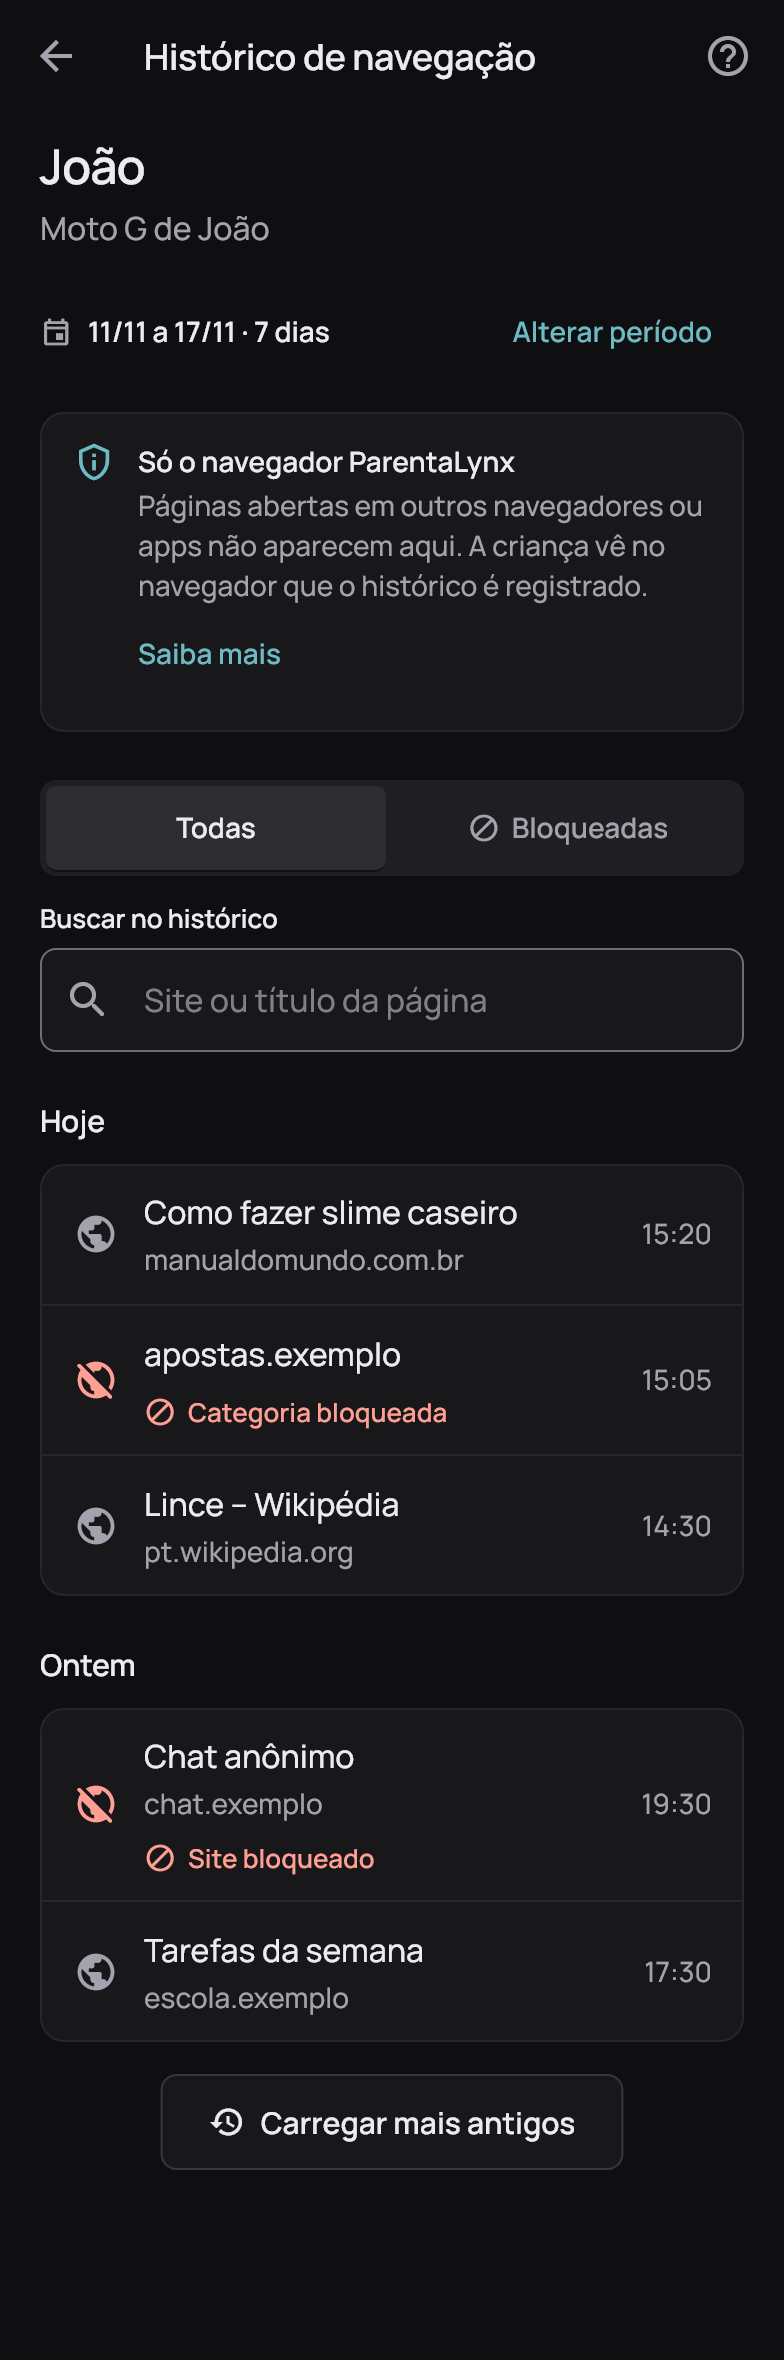 Histórico de navegação
João
Moto G de João
11/11 a 17/11 · 7 dias
Alterar período
Só o navegador ParentaLynx
Páginas abertas em outros navegadores ou
apps não aparecem aqui. A criança vê no
navegador que o histórico é registrado.
Saiba mais
Todas
Bloqueadas
Buscar no histórico
Site ou título da página
Hoje
Como fazer slime caseiro
manualdomundo.com.br
15:20
apostas.exemplo
Categoria bloqueada
15:05
Lince – Wikipédia
pt.wikipedia.org
14:30
Ontem
Chat anônimo
chat.exemplo
Site bloqueado
19:30
Tarefas da semana
escola.exemplo
17:30
Carregar mais antigos